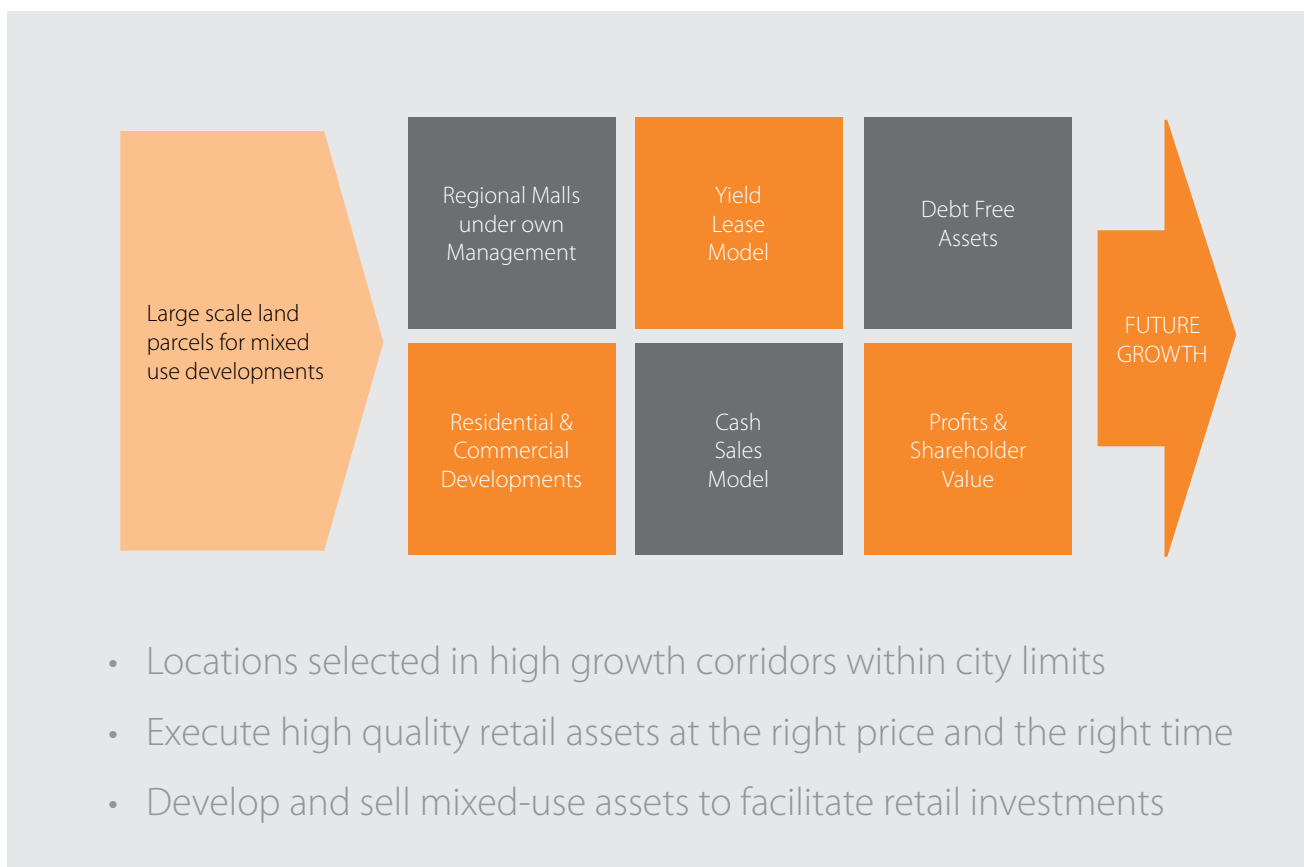 Large scale land
parcels for mixed
use developments
Regional Malls
under own
Management
Yield
Lease
Model
Debt Free
Assets
Residential &
Commercial
Developments
Cash
Sales
Model
Profits &
Shareholder
Value
FUTURE
GROWTH
• Locations selected in high growth corridors within city limits
• Execute high quality retail assets at the right price and the right time
• Develop and sell mixed-use assets to facilitate retail investments